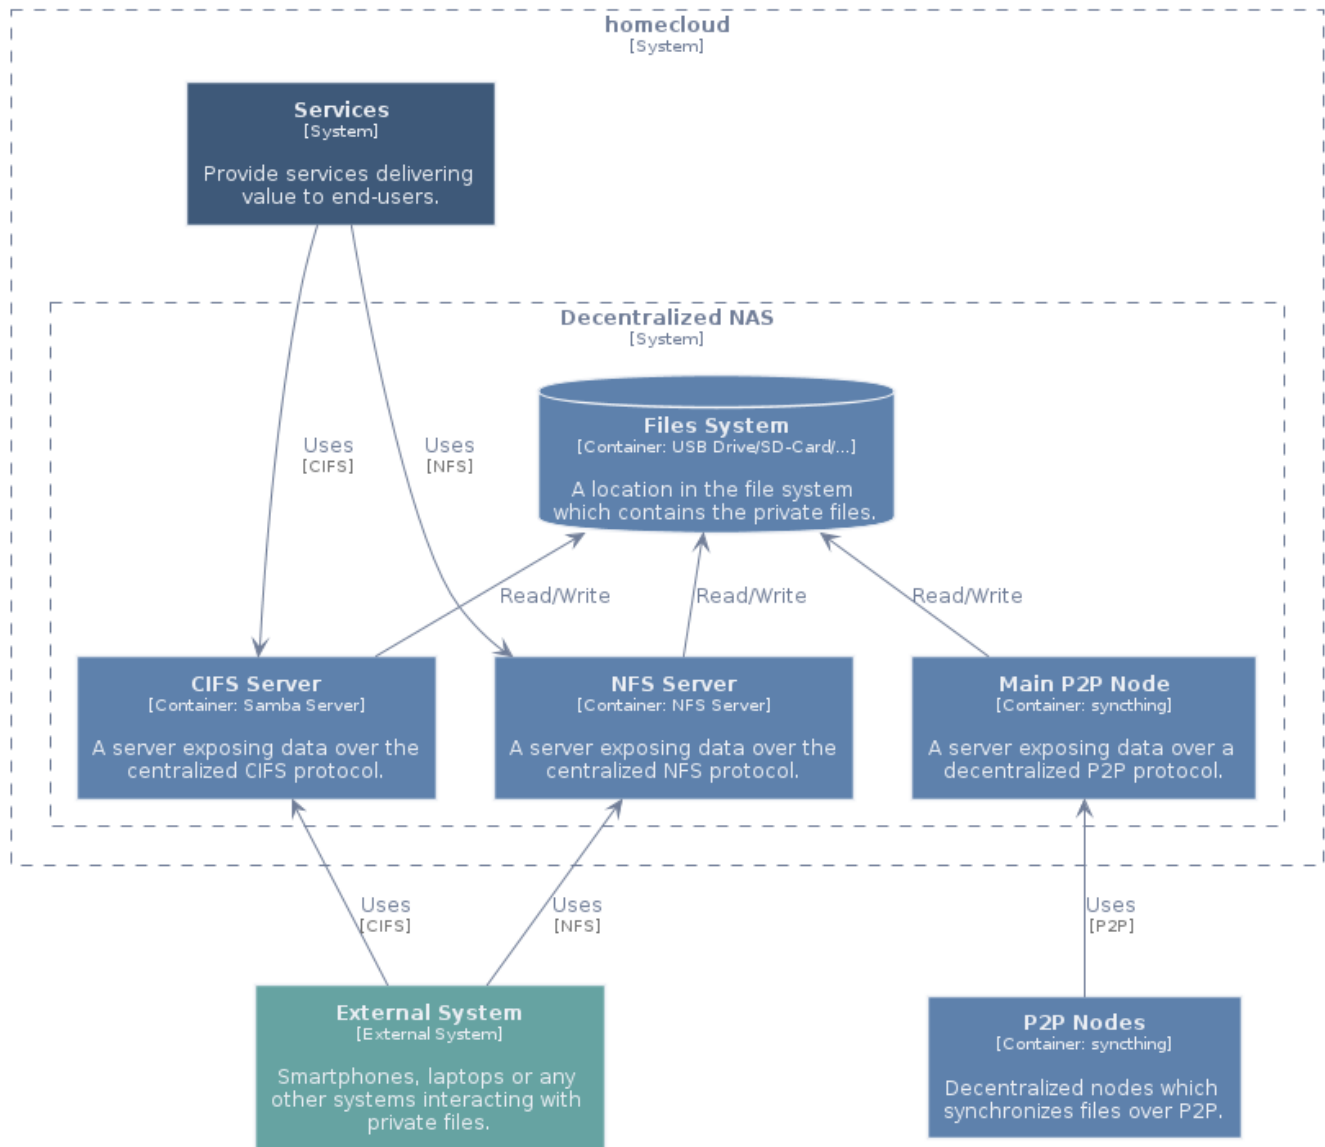 homecloud
[System]
Services
[System]
Provide services delivering
value to end-users.
Decentralized NAS
[System]
Files System
[Container: USB Drive/SD-Card/...]
A location in the file system
which contains the private files.
Uses
[CIFS]
Uses
[NFS]
Read/Write
Read/Write
Read/Write
CIFS Server
[Container: Samba Server]
A server exposing data over the
centralized CIFS protocol.
NFS Server
[Container: NFS Server]
A server exposing data over the
centralized NFS protocol.
Main P2P Node
[Container: syncthing]
A server exposing data over a
decentralized P2P protocol.
Uses
[CIFS]
Uses
[NFS]
Uses
[P2P]
External System
[External System]
Smartphones, laptops or any
other systems interacting with
private files.
P2P Nodes
[Container: syncthing]
Decentralized nodes which
synchronizes files over P2P.